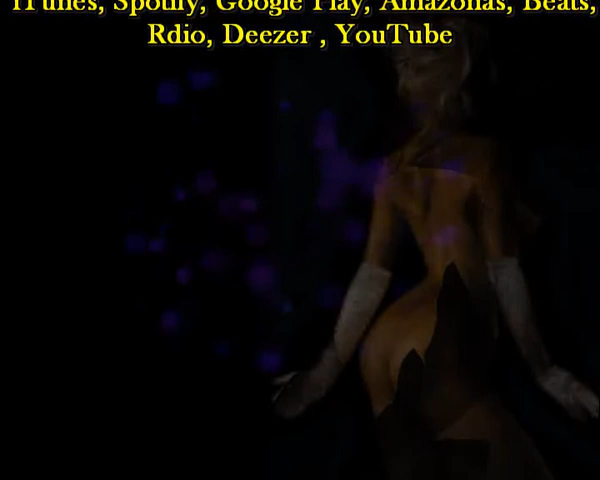 iTunes, Spotify, Google Play, Amazonas, Beats,
Rdio, Deezer , YouTube